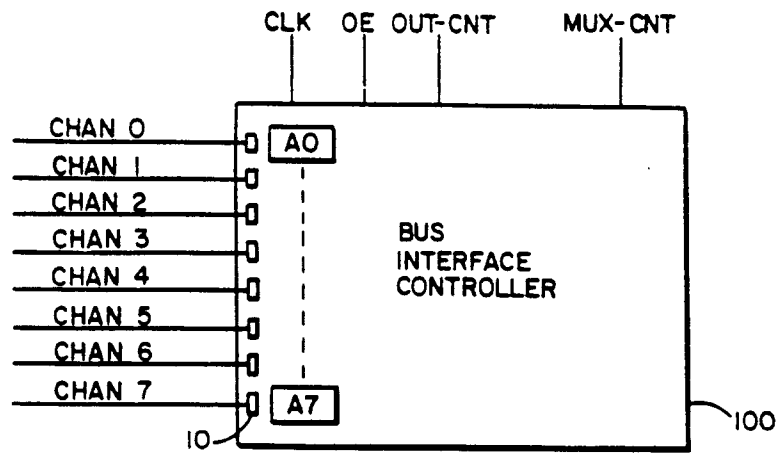 CLK OE OUT-CNT MUX-CNT
CHAN 0
A0
CHAN 1
CHAN 2
CHAN 3
CHAN 4
CHAN 5
CHAN 6
CHAN 7
BUS
INTERFACE
CONTROLLER
A7
10
100